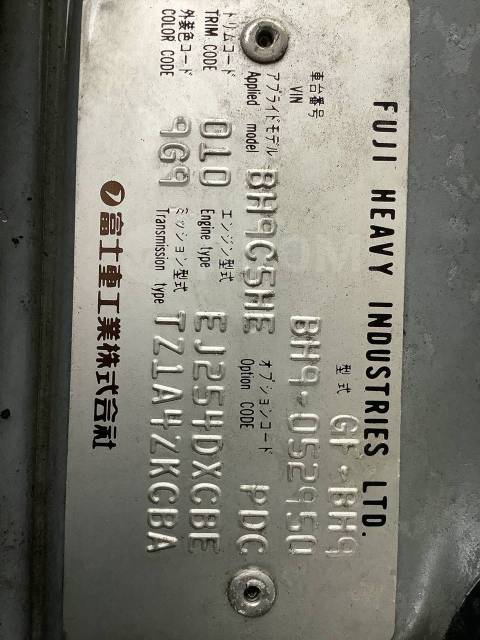 FUJI HEAVY INDUSTRIES LTD.
型式 GF-BH9
車台番号
VIN
BH9-052950
アプライドモデル オプションコード
Applied model BH9C5HE Option CODE PDC
トリムコード エンジン型式
TRIM CODE 010 Engine type EJ254DXCBE
外装色コード ミッション型式
COLOR CODE 9G9 Transmission type TZ1A4ZKCBA
富士重工業株式会社